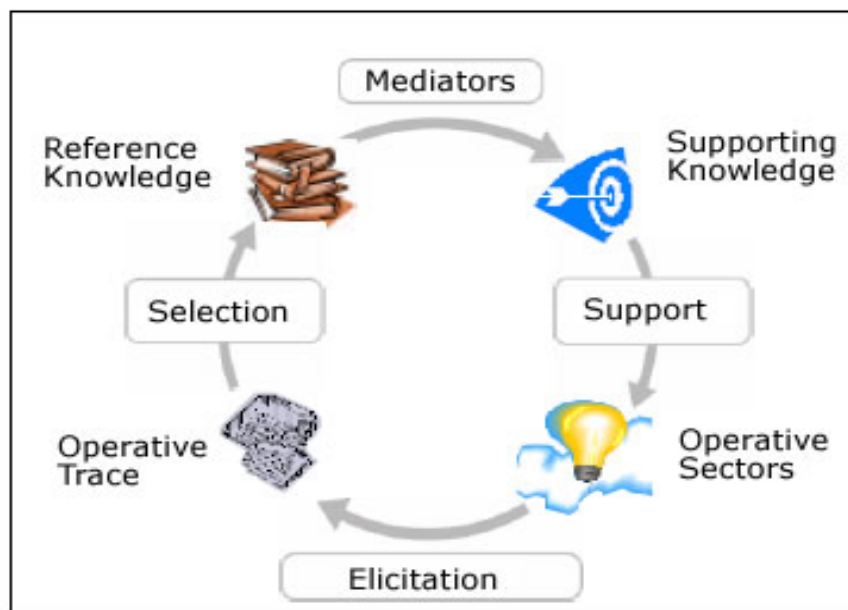 Mediators
Reference
Knowledge
Supporting
Knowledge
Selection
Support
Operative
Trace
Operative
Sectors
Elicitation